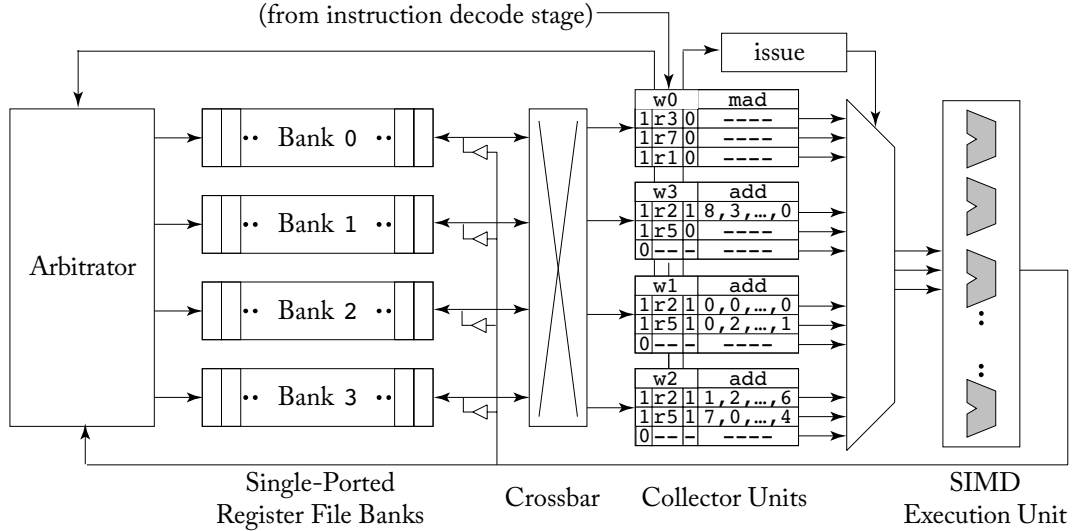 (from instruction decode stage)
issue
Arbitrator
·· Bank 0 ··
·· Bank 1 ··
·· Bank 2 ··
·· Bank 3 ··
w0 mad
1 r3 0 ----
1 r7 0 ----
1 r1 0 ----
w3 add
1 r2 1 8,3,…,0
1 r5 0 ----
0 -- - ----
w1 add
1 r2 1 0,0,…,0
1 r5 1 0,2,…,1
0 -- - ----
w2 add
1 r2 1 1,2,…,6
1 r5 1 7,0,…,4
0 -- - ----
Single-Ported
Register File Banks
Crossbar
Collector Units
SIMD
Execution Unit